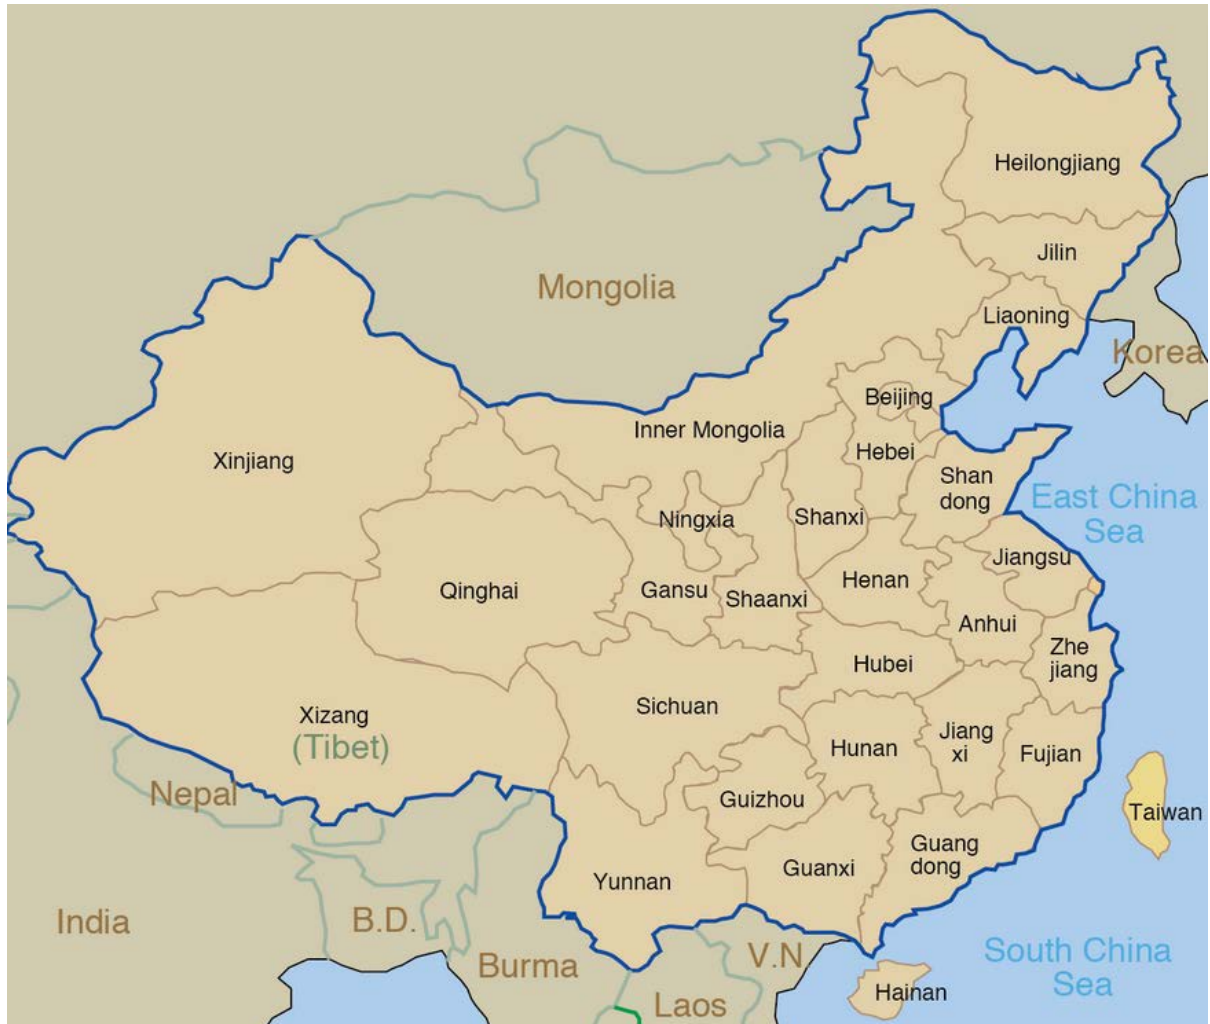 Heilongjiang
Jilin
Mongolia
Liaoning
Korea
Beijing
Inner Mongolia
Hebei
Xinjiang
Shan
dong
East China
Sea
Ningxia
Shanxi
Jiangsu
Qinghai
Gansu
Shaanxi
Henan
Anhui
Zhe
jiang
Hubei
Sichuan
Xizang
(Tibet)
Hunan
Jiang
xi
Fujian
Nepal
Guizhou
Taiwan
Guang
dong
Guanxi
Yunnan
India
B.D.
Burma
V.N.
South China
Sea
Hainan
Laos